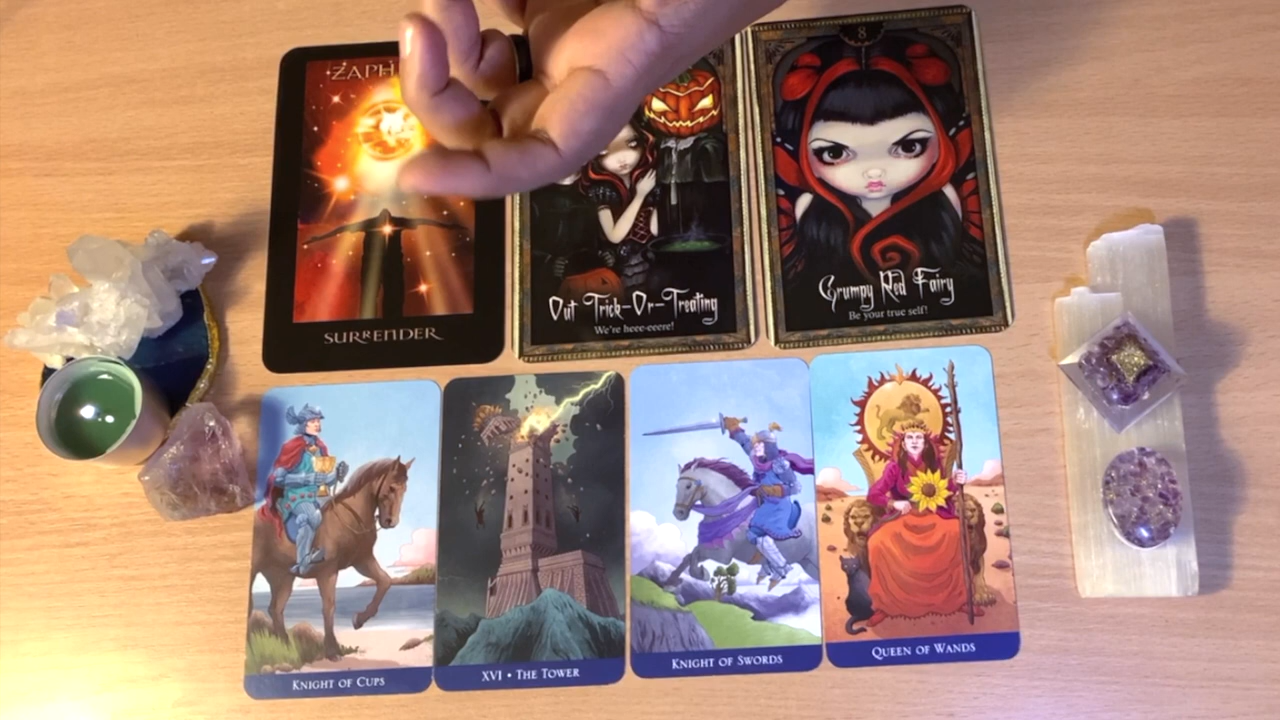 ZAPH
SURRENDER
Out Trick-Or-Treating
We're heee-eeere!
8
Grumpy Red Fairy
Be your true self!
KNIGHT OF CUPS
XVI • THE TOWER
KNIGHT OF SWORDS
QUEEN OF WANDS